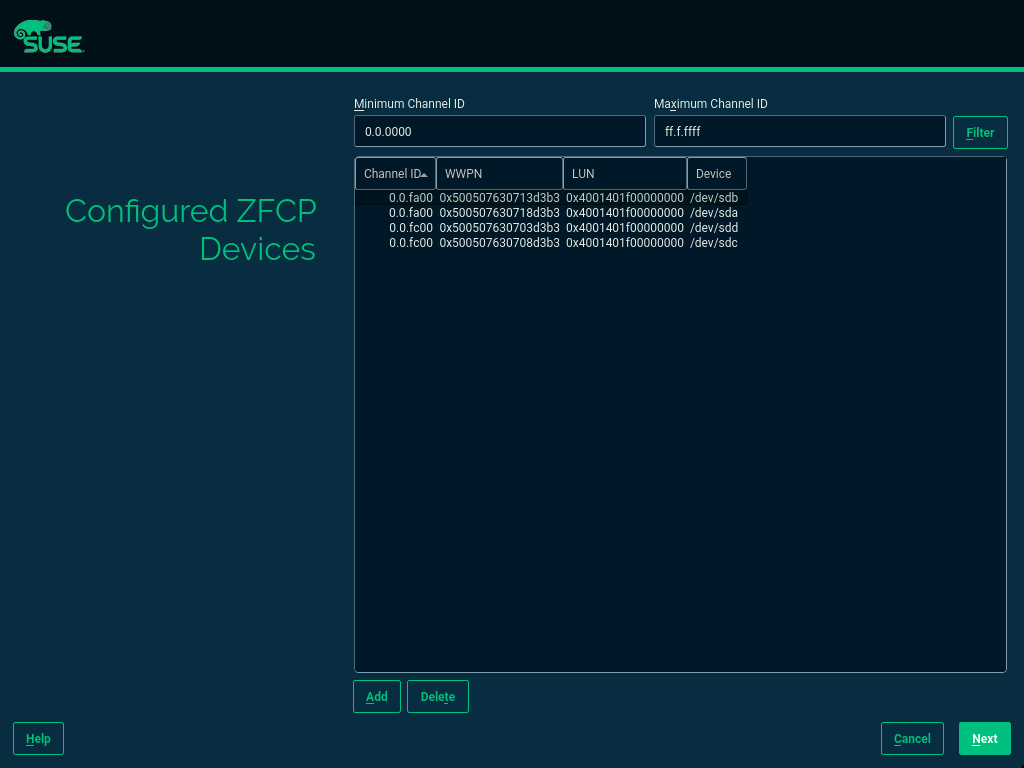 SUSE
Minimum Channel ID Maximum Channel ID
0.0.0000 ff.f.ffff Filter
Configured ZFCP
Devices
Channel ID WWPN LUN Device
0.0.fa00 0x500507630713d3b3 0x4001401f00000000 /dev/sdb
0.0.fa00 0x500507630718d3b3 0x4001401f00000000 /dev/sda
0.0.fc00 0x500507630703d3b3 0x4001401f00000000 /dev/sdd
0.0.fc00 0x500507630708d3b3 0x4001401f00000000 /dev/sdc
Add Delete
Help Cancel Next